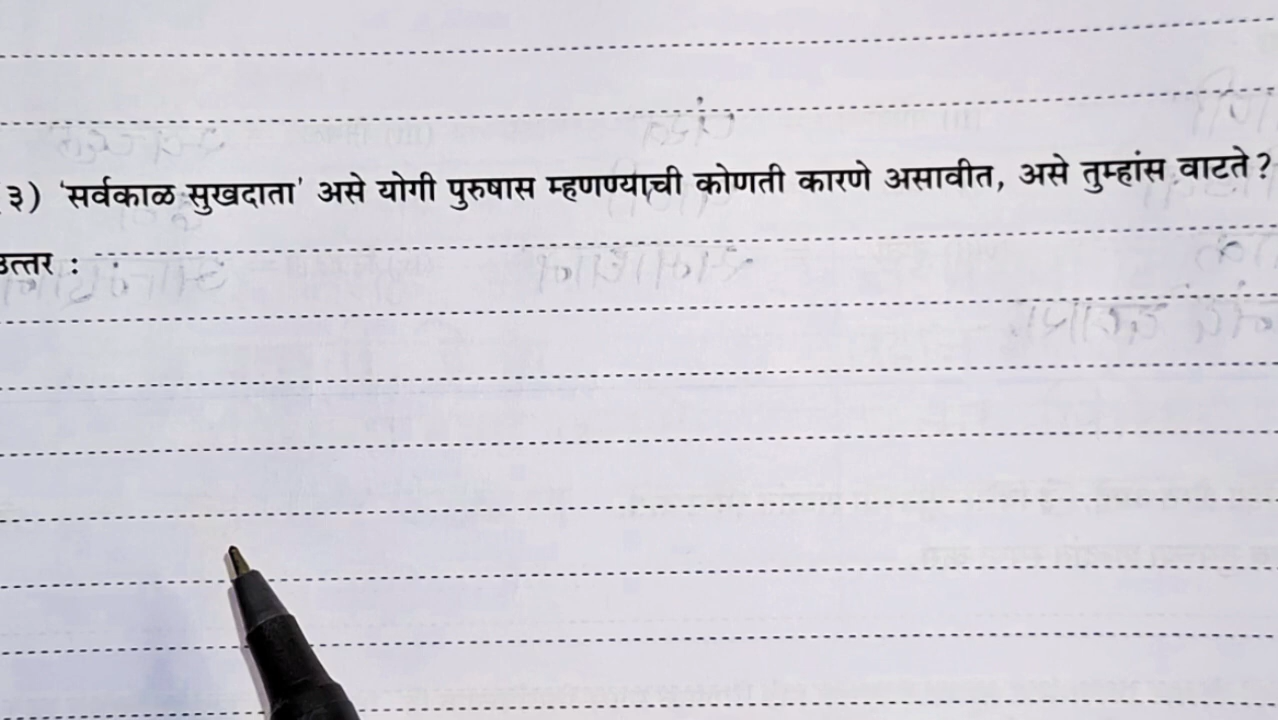 ३) ‘सर्वकाळ सुखदाता’ असे योगी पुरुषास म्हणण्याची कोणती कारणे असावीत, असे तुम्हांस वाटते?
उत्तर :